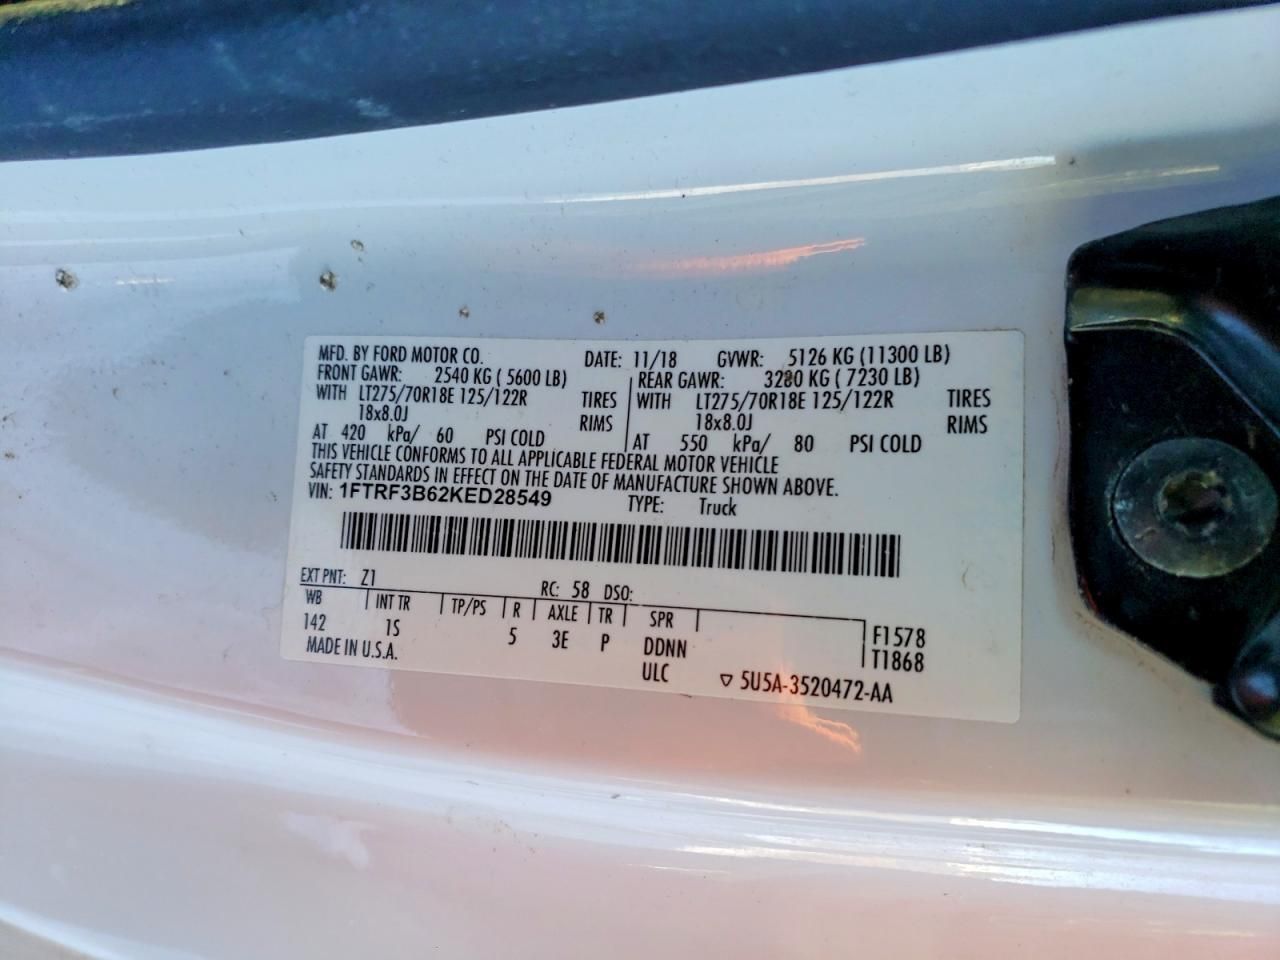 MFD. BY FORD MOTOR CO. DATE: 11/18 GVWR: 5126 KG (11300 LB)
FRONT GAWR: 2540 KG ( 5600 LB) REAR GAWR: 3280 KG ( 7230 LB)
WITH LT275/70R18E 125/122R TIRES WITH LT275/70R18E 125/122R TIRES
18x8.0J RIMS 18x8.0J RIMS
AT 420 kPa/ 60 PSI COLD AT 550 kPa/ 80 PSI COLD
THIS VEHICLE CONFORMS TO ALL APPLICABLE FEDERAL MOTOR VEHICLE
SAFETY STANDARDS IN EFFECT ON THE DATE OF MANUFACTURE SHOWN ABOVE.
VIN: 1FTRF3B62KED28549 TYPE: Truck
EXT PNT: Z1 RC: 58 DSO:
WB INT TR TP/PS R AXLE TR SPR
142 1S 5 3E P DDNN F1578
MADE IN U.S.A. ULC T1868
▽ 5U5A-3520472-AA